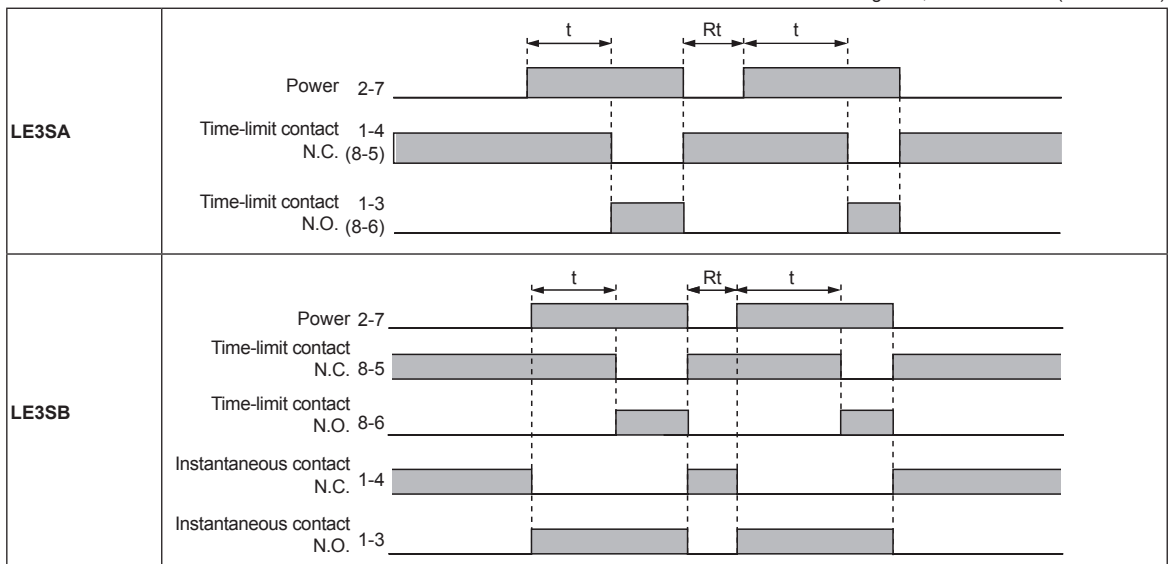 t Rt t
Power 2-7
LE3SA
Time-limit contact 1-4
N.C. (8-5)
Time-limit contact 1-3
N.O. (8-6)
t Rt t
Power 2-7
Time-limit contact
N.C. 8-5
LE3SB
Time-limit contact
N.O. 8-6
Instantaneous contact
N.C. 1-4
Instantaneous contact
N.O. 1-3